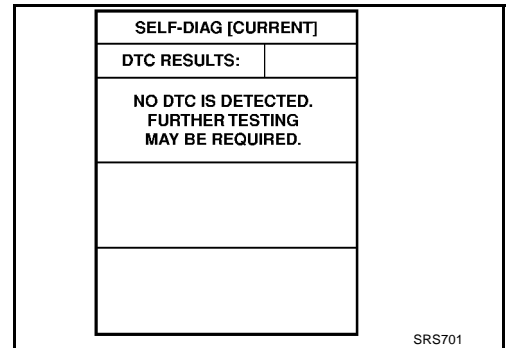 SELF-DIAG [CURRENT]
DTC RESULTS:
NO DTC IS DETECTED.
FURTHER TESTING
MAY BE REQUIRED.
SRS701